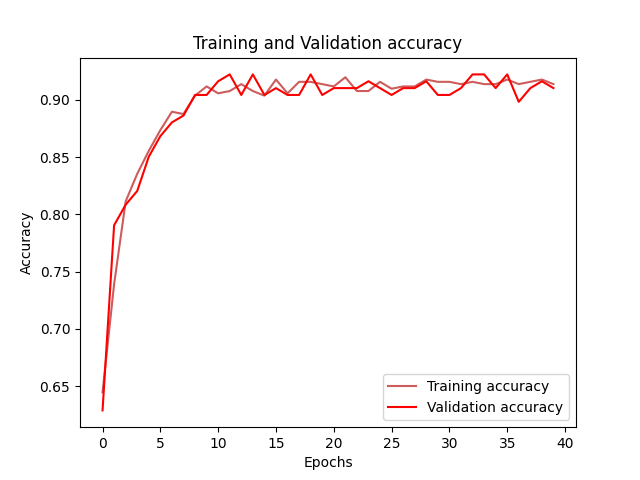 Training and Validation accuracy
Accuracy
0.90
0.85
0.80
0.75
0.70
0.65
Training accuracy
Validation accuracy
0 5 10 15 20 25 30 35 40
Epochs